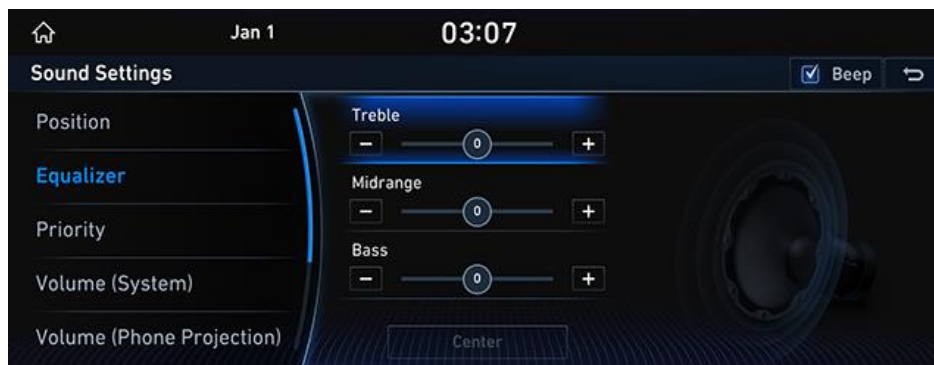 Jan 1 03:07
Sound Settings Beep
Position
Equalizer
Priority
Volume (System)
Volume (Phone Projection)
Treble
- 0 +
Midrange
- 0 +
Bass
- 0 +
Center